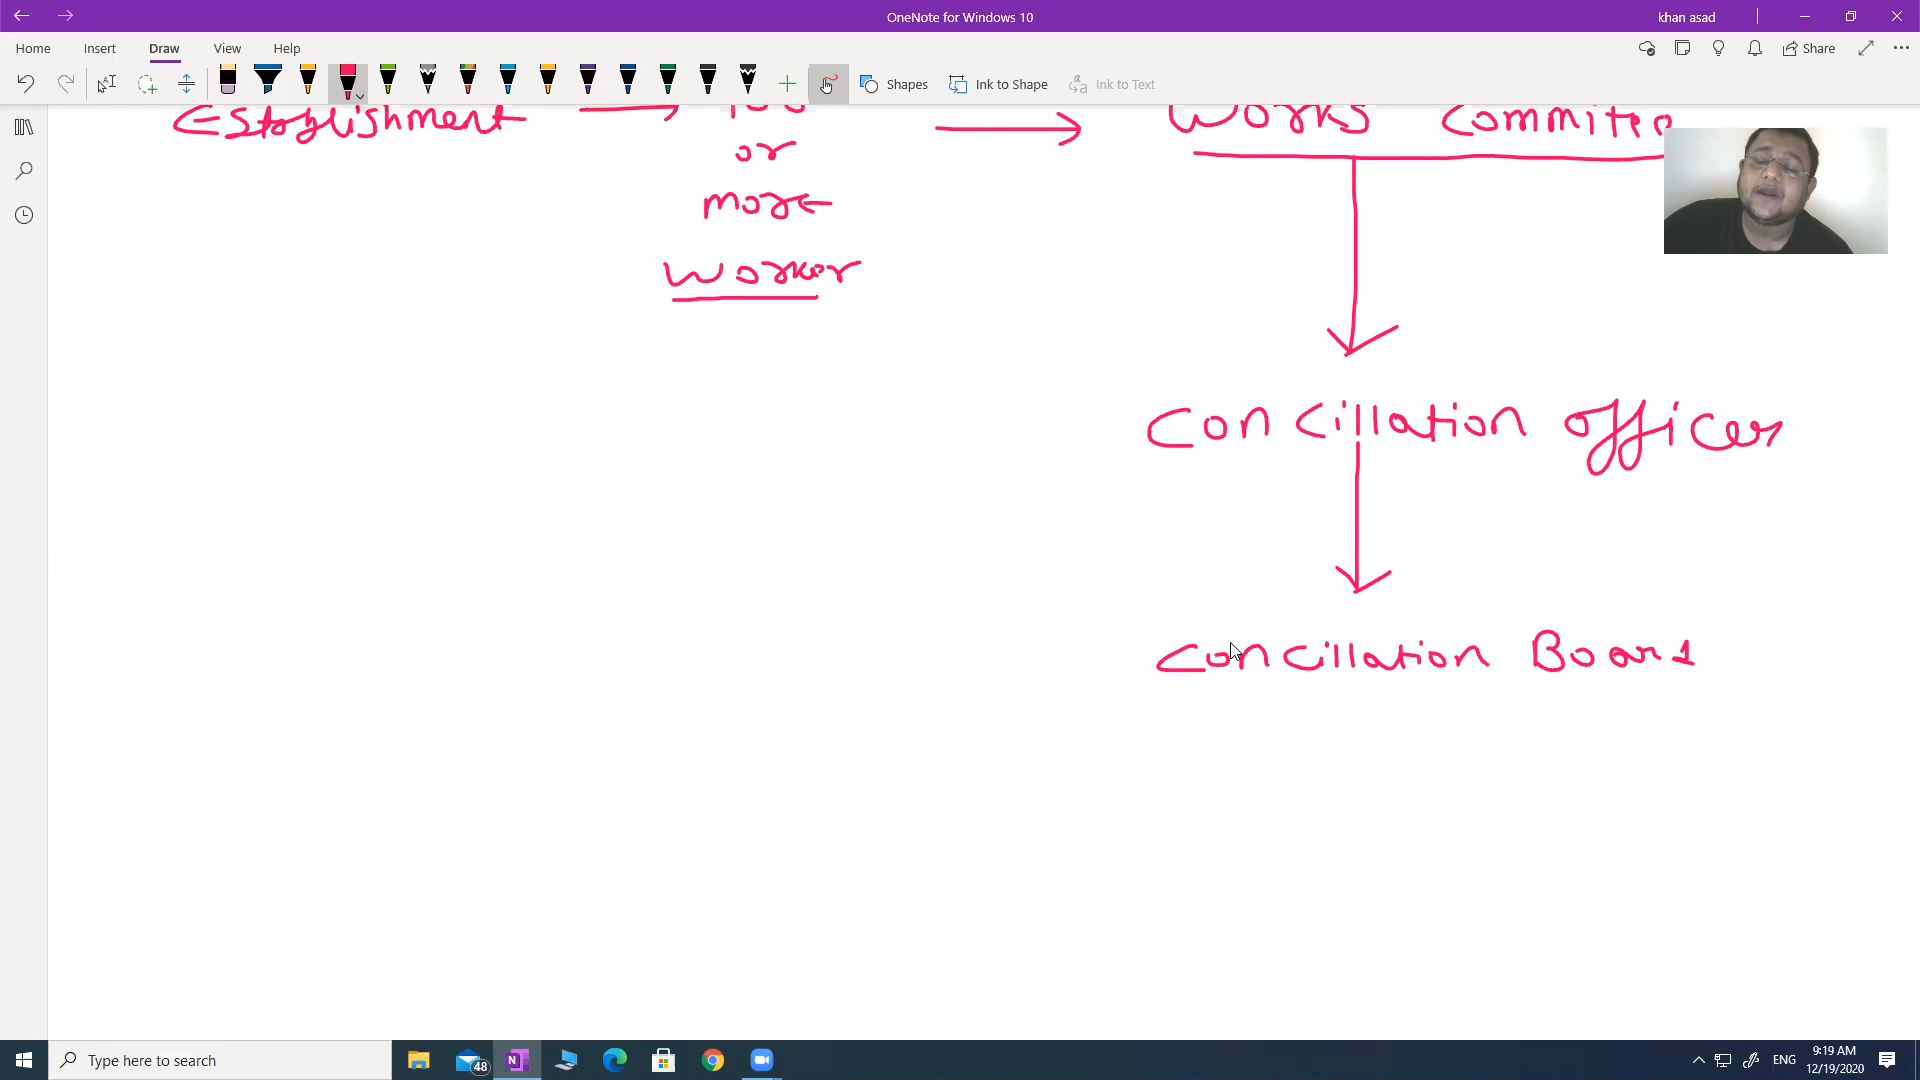 OneNote for Windows 10
khan asad
Home Insert Draw View Help
Share
Shapes
Ink to Shape
Ink to Text
Establishment
100
or
more
worker
Works Committee
Concillation officer
Concillation Board
Type here to search
48
ENG
9:19 AM
12/19/2020